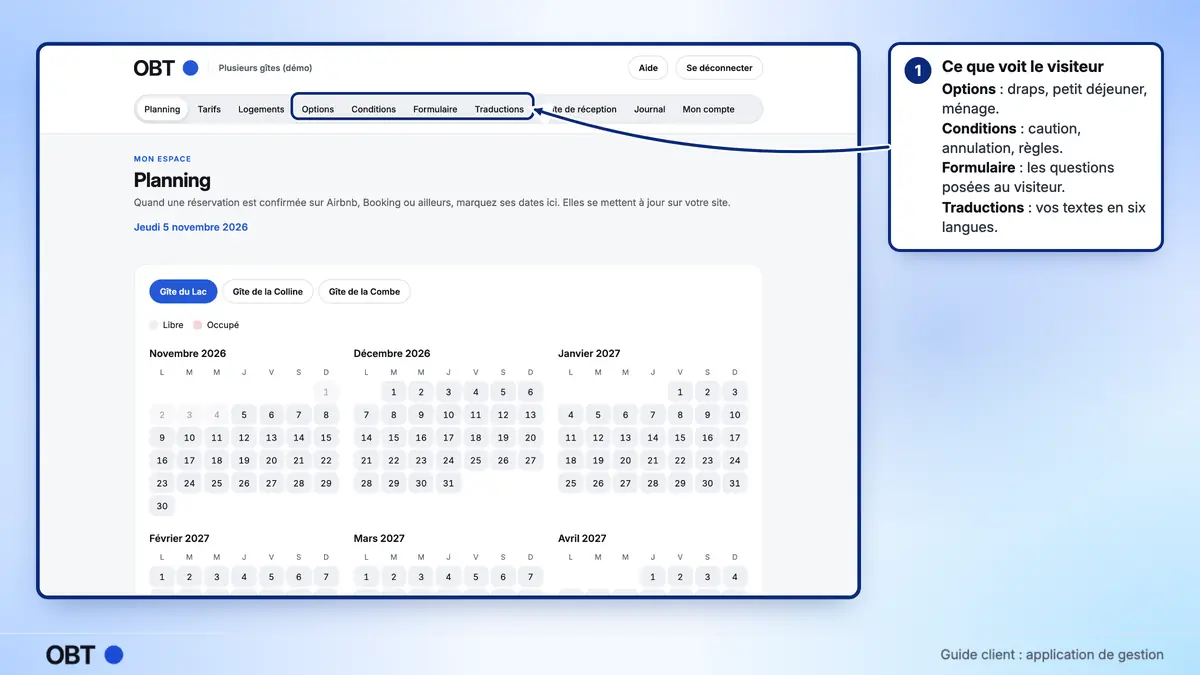 OBT
Plusieurs gîtes (démo)
Aide
Se déconnecter
Planning Tarifs Logements Options Conditions Formulaire Traductions de réception Journal Mon compte
MON ESPACE
Planning
Quand une réservation est confirmée sur Airbnb, Booking ou ailleurs, marquez ses dates ici. Elles se mettent à jour sur votre site.
Jeudi 5 novembre 2026
Gîte du Lac Gîte de la Colline Gîte de la Combe
Libre Occupé
Novembre 2026
L M M J V S D
1
2 3 4 5 6 7 8
9 10 11 12 13 14 15
16 17 18 19 20 21 22
23 24 25 26 27 28 29
30
Décembre 2026
L M M J V S D
1 2 3 4 5 6
7 8 9 10 11 12 13
14 15 16 17 18 19 20
21 22 23 24 25 26 27
28 29 30 31
Janvier 2027
L M M J V S D
1 2 3
4 5 6 7 8 9 10
11 12 13 14 15 16 17
18 19 20 21 22 23 24
25 26 27 28 29 30 31
Février 2027
L M M J V S D
1 2 3 4 5 6 7
Mars 2027
L M M J V S D
1 2 3 4 5 6 7
Avril 2027
L M M J V S D
1 2 3 4
1
Ce que voit le visiteur
Options : draps, petit déjeuner,
ménage.
Conditions : caution,
annulation, règles.
Formulaire : les questions
posées au visiteur.
Traductions : vos textes en six
langues.
OBT
Guide client : application de gestion